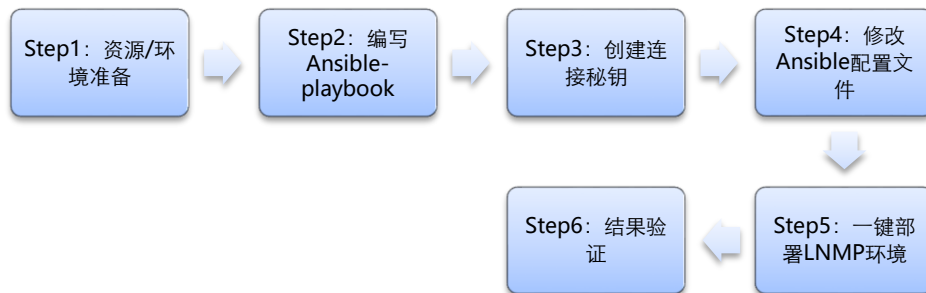 Step1：资源/环
境准备
Step2：编写
Ansible-
playbook
Step3：创建连
接秘钥
Step4：修改
Ansible配置文
件
Step5：一键部
署LNMP环境
Step6：结果验
证